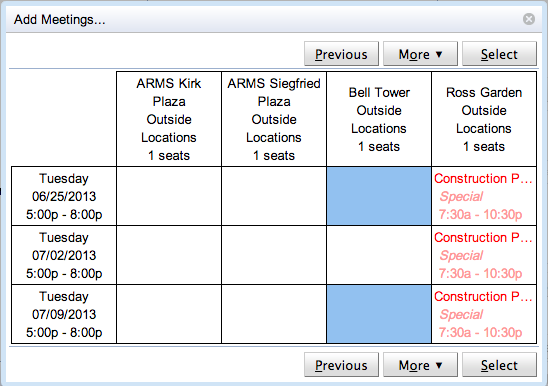 Add Meetings...
Previous More ▼ Select
ARMS Kirk
Plaza
Outside
Locations
1 seats
ARMS Siegfried
Plaza
Outside
Locations
1 seats
Bell Tower
Outside
Locations
1 seats
Ross Garden
Outside
Locations
1 seats
Tuesday
06/25/2013
5:00p - 8:00p
Construction P...
Special
7:30a - 10:30p
Tuesday
07/02/2013
5:00p - 8:00p
Construction P...
Special
7:30a - 10:30p
Tuesday
07/09/2013
5:00p - 8:00p
Construction P...
Special
7:30a - 10:30p
Previous More ▼ Select